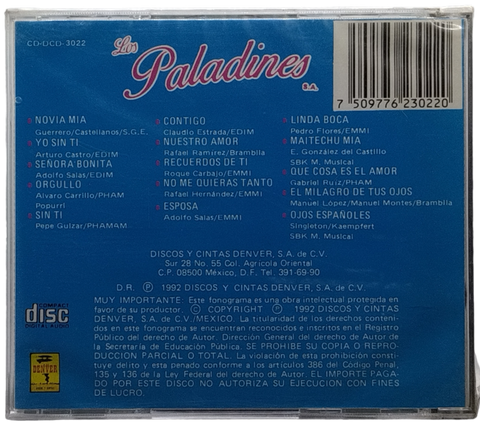 CD-DCD-3022
Los
Paladines
S.A.
7 509776 230220
NOVIA MIA
Guerrero/Castellanos/S.G.E.
YO SIN TI
Arturo Castro/EDIM
SEÑORA BONITA
Adolfo Salas/EDIM
ORGULLO
Alvaro Carrillo/PHAM
Popurrí
SIN TI
Pepe Guízar/PHAMAM.
CONTIGO
Claudio Estrada/EDIM
NUESTRO AMOR
Rafael Ramírez/Brambila
RECUERDOS DE TI
Roque Carbajo/EMMI
NO ME QUIERAS TANTO
Rafael Hernández/EMMI
ESPOSA
Adolfo Salas/EMMI
LINDA BOCA
Pedro Flores/EMMI
MAITECHU MIA
E. González del Castillo
SBK M. Musical
QUE COSA ES EL AMOR
Gabriel Ruiz/PHAM
EL MILAGRO DE TUS OJOS
Manuel López/Manuel Montes/Brambila
OJOS ESPAÑOLES
Singleton/Kaempfert
SBK M. Musical
DISCOS Y CINTAS DENVER, S.A. de C.V.
Sur 28 No. 55 Col. Agrícola Oriental
C.P. 08500 México, D.F. Tel. 391-69-90
D.R. Ⓟ 1992 DISCOS Y CINTAS DENVER, S.A. de C.V.
MUY IMPORTANTE: Este fonograma es una obra intelectual protegida en
favor de su productor. © COPYRIGHT Ⓟ 1992 DISCOS Y CINTAS
DENVER, S.A. de C.V./MEXICO. La titularidad de los derechos conteni-
dos en este fonograma se encuentran reconocidos e inscritos en el Registro
Público del derecho de Autor. Dirección General del derecho de Autor de
la Secretaría de Educación Pública. SE PROHIBE SU COPIA O REPRO-
DUCCION PARCIAL O TOTAL. La violación de esta prohibición consti-
tuye delito y esta penado conforme a los artículos 386 del Código Penal,
135 y 136 de la Ley Federal del derecho de Autor. EL IMPORTE PAGA-
DO POR ESTE DISCO NO AUTORIZA SU EJECUCION CON FINES
DE LUCRO.
COMPACT
disc
DIGITAL AUDIO
DENVER